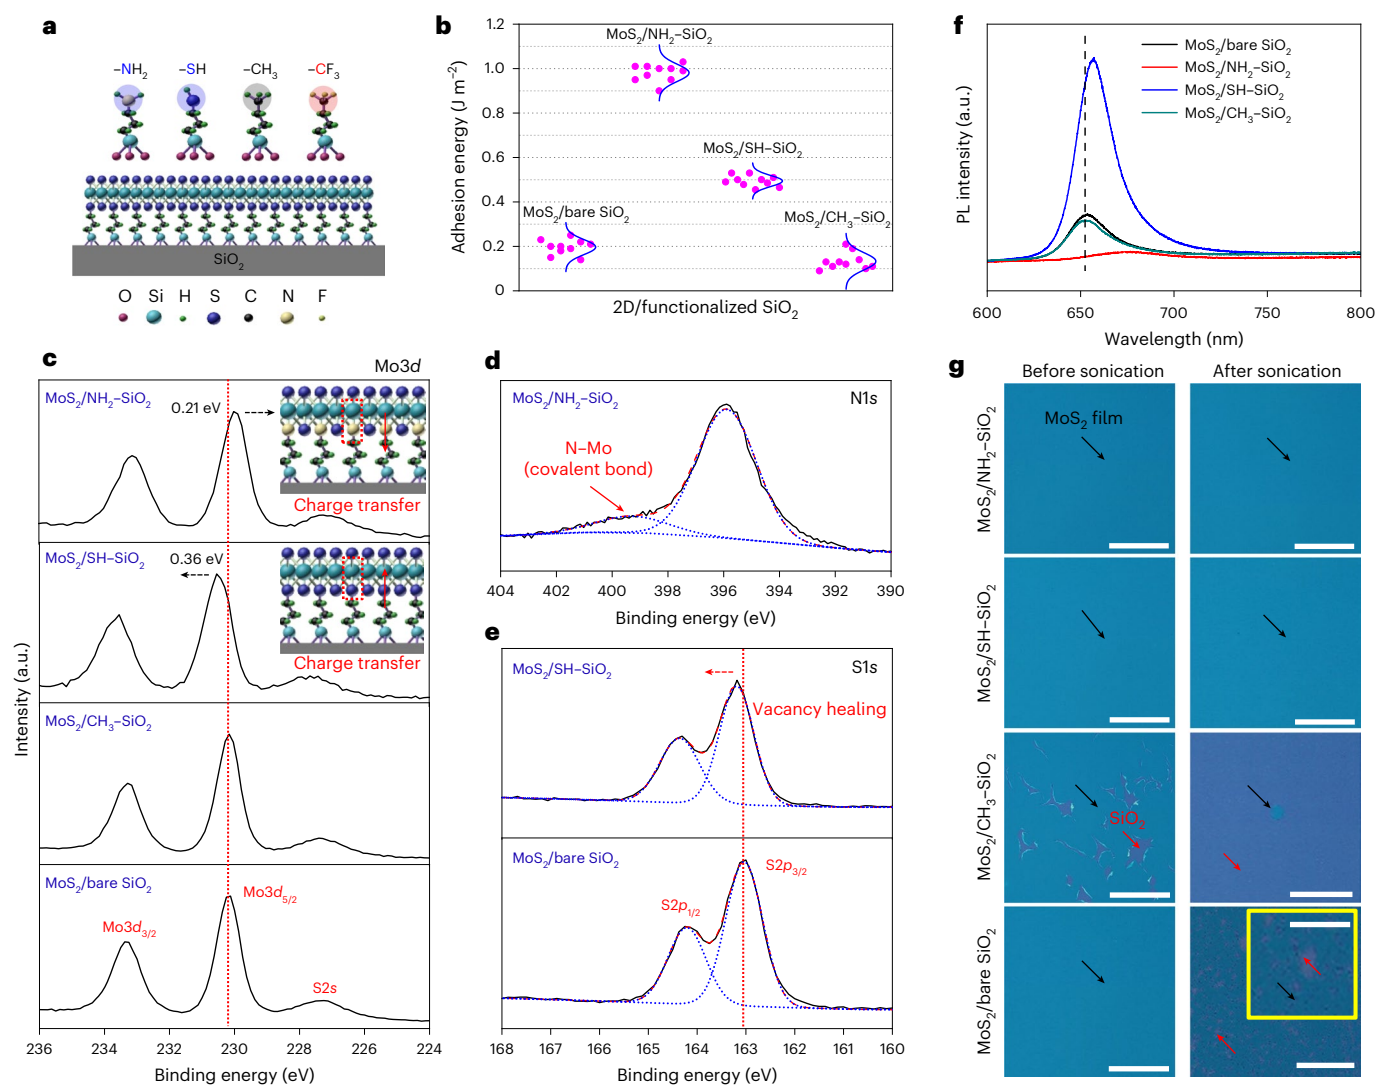 a
–NH2
–SH
–CH3
–CF3
SiO2
O Si H S C N F
b
Adhesion energy (J m−2)
1.2
1.0
0.8
0.6
0.4
0.2
0
MoS2/NH2–SiO2
MoS2/SH–SiO2
MoS2/bare SiO2
MoS2/CH3–SiO2
2D/functionalized SiO2
f
PL intensity (a.u.)
MoS2/bare SiO2
MoS2/NH2–SiO2
MoS2/SH–SiO2
MoS2/CH3–SiO2
600 650 700 750 800
Wavelength (nm)
c
Mo3d
Intensity (a.u.)
MoS2/NH2–SiO2
0.21 eV
Charge transfer
MoS2/SH–SiO2
0.36 eV
Charge transfer
MoS2/CH3–SiO2
MoS2/bare SiO2
Mo3d3/2
Mo3d5/2
S2s
236 234 232 230 228 226 224
Binding energy (eV)
d
MoS2/NH2–SiO2
N1s
N–Mo
(covalent bond)
404 402 400 398 396 394 392 390
Binding energy (eV)
e
MoS2/SH–SiO2
S1s
Vacancy healing
MoS2/bare SiO2
S2p3/2
S2p1/2
168 167 166 165 164 163 162 161 160
Binding energy (eV)
g
Before sonication
After sonication
MoS2/NH2–SiO2
MoS2 film
MoS2/SH–SiO2
MoS2/CH3–SiO2
SiO2
MoS2/bare SiO2